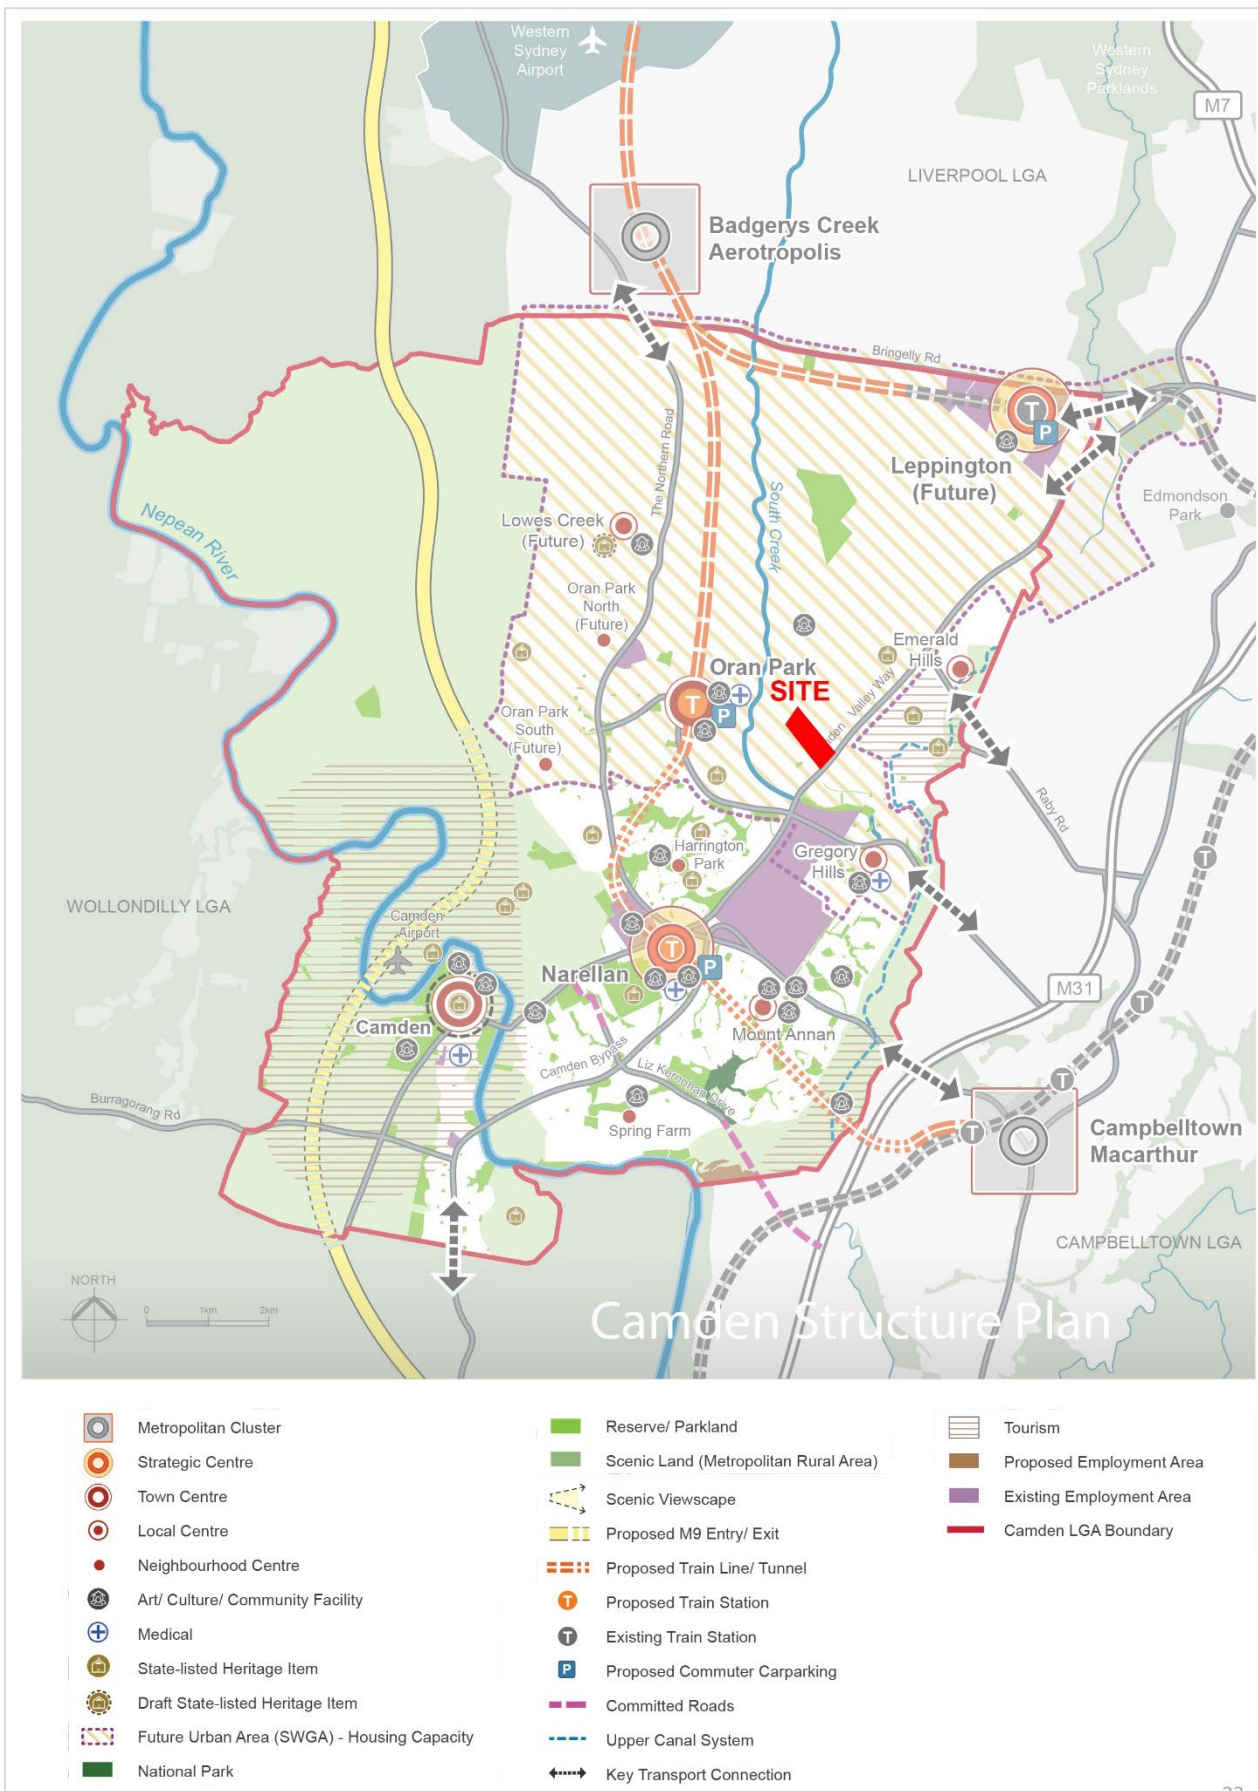 Western
Sydney
Airport
Western
Sydney
Parklands
M7
LIVERPOOL LGA
Badgerys Creek
Aerotropolis
Bringelly Rd
The Northern Road
T
P
Leppington
(Future)
South Creek
Edmondson
Park
Nepean River
Lowes Creek
(Future)
Oran Park
North
(Future)
Emerald
Hills
Oran Park
T
P
SITE
Valley Way
Oran Park
South
(Future)
Raby Rd
Harrington
Park
Gregory
Hills
T
WOLLONDILLY LGA
Camden
Airport
T
P
Narellan
M31
T
Camden
Mount Annan
Camden Bypass
Liz Kernohan Drive
T
Burragorang Rd
Spring Farm
T
Campbelltown
Macarthur
CAMPBELLTOWN LGA
NORTH
0 1km 2km
Camden Structure Plan
Metropolitan Cluster
Strategic Centre
Town Centre
Local Centre
Neighbourhood Centre
Art/ Culture/ Community Facility
Medical
State-listed Heritage Item
Draft State-listed Heritage Item
Future Urban Area (SWGA) - Housing Capacity
National Park
Reserve/ Parkland
Scenic Land (Metropolitan Rural Area)
Scenic Viewscape
Proposed M9 Entry/ Exit
Proposed Train Line/ Tunnel
T Proposed Train Station
T Existing Train Station
P Proposed Commuter Carparking
Committed Roads
Upper Canal System
Key Transport Connection
Tourism
Proposed Employment Area
Existing Employment Area
Camden LGA Boundary